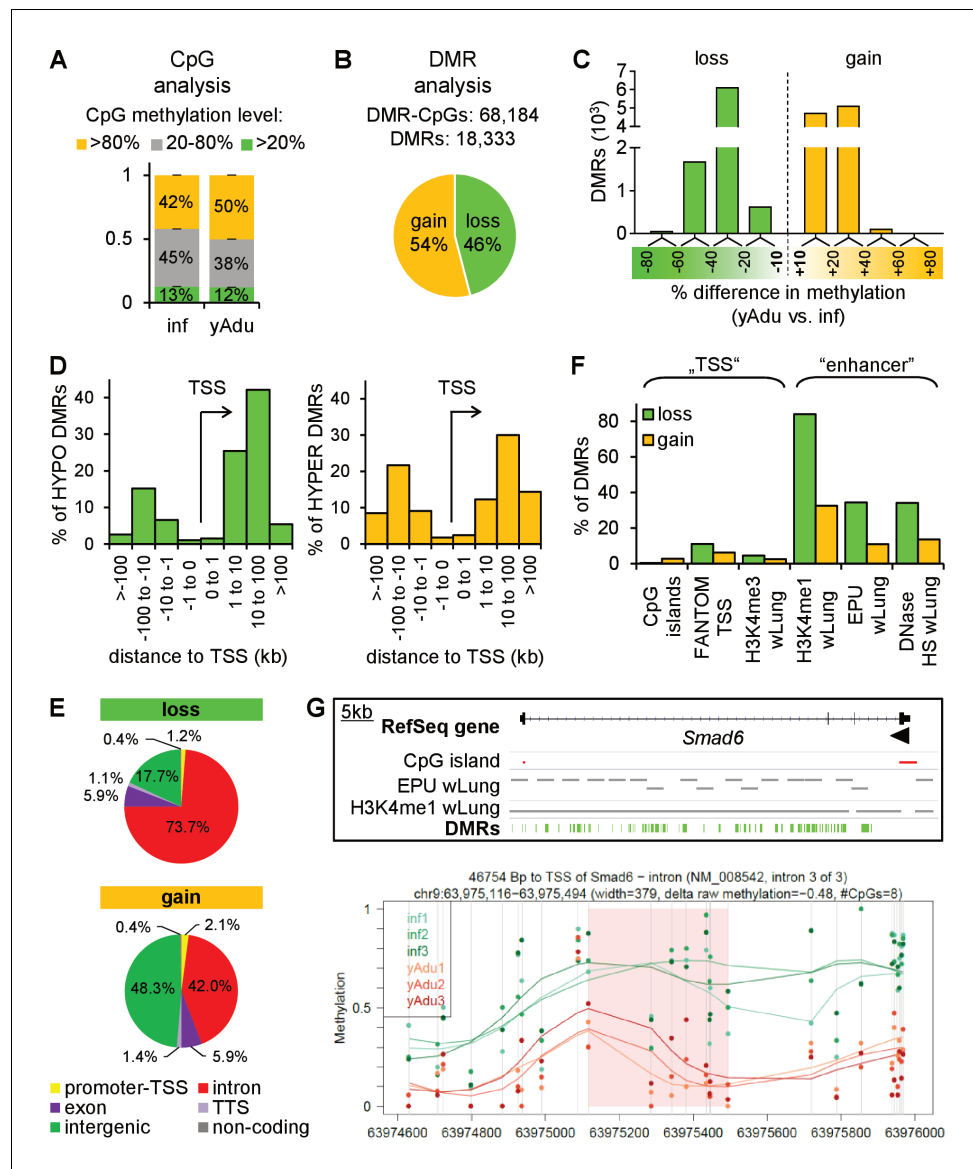 A
CpG
analysis
CpG methylation level:
>80% 20-80% >20%
1
0.5
0
42%
45%
13%
50%
38%
12%
inf yAdu
B
DMR
analysis
DMR-CpGs: 68,184
DMRs: 18,333
gain
54%
loss
46%
C
loss gain
DMRs (10³)
7
6
5
4
2
1
0
-80 -60 -40 -20 -10 +10 +20 +40 +60 +80
% difference in methylation
(yAdu vs. inf)
D
% of HYPO DMRs
40
30
20
10
0
TSS
>-100
-100 to -10
-10 to -1
-1 to 0
0 to 1
1 to 10
10 to 100
>100
distance to TSS (kb)
% of HYPER DMRs
40
30
20
10
0
TSS
>-100
-100 to -10
-10 to -1
-1 to 0
0 to 1
1 to 10
10 to 100
>100
distance to TSS (kb)
F
„TSS“ “enhancer”
loss
gain
% of DMRs
80
60
40
20
0
CpG islands
FANTOM TSS
H3K4me3 wLung
H3K4me1 wLung
EPU wLung
DNase HS wLung
E
loss
0.4%
1.2%
1.1%
5.9%
17.7%
73.7%
gain
0.4%
2.1%
48.3%
42.0%
1.4%
5.9%
promoter-TSS intron
exon TTS
intergenic non-coding
G
5kb
RefSeq gene
Smad6
CpG island
EPU wLung
H3K4me1 wLung
DMRs
46754 Bp to TSS of Smad6 − intron (NM_008542, intron 3 of 3)
chr9:63,975,116−63,975,494 (width=379, delta raw methylation=−0.48, #CpGs=8)
Methylation
1
0.5
0
inf1
inf2
inf3
yAdu1
yAdu2
yAdu3
63974600 63974800 63975000 63975200 63975400 63975600 63975800 63976000